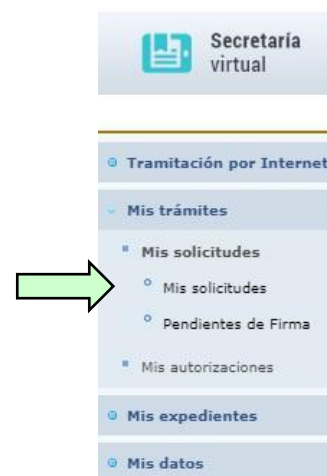 Secretaría
virtual
Tramitación por Internet
Mis trámites
Mis solicitudes
Mis solicitudes
Pendientes de Firma
Mis autorizaciones
Mis expedientes
Mis datos